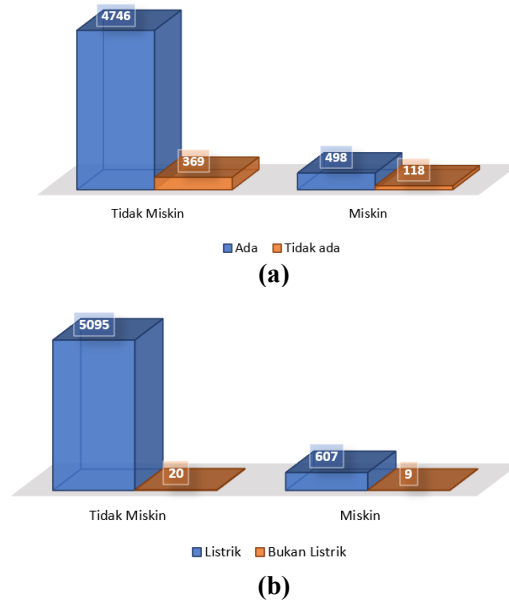 4746
369
498
118
Tidak Miskin Miskin
Ada Tidak ada
(a)
5095
20
607
9
Tidak Miskin Miskin
Listrik Bukan Listrik
(b)